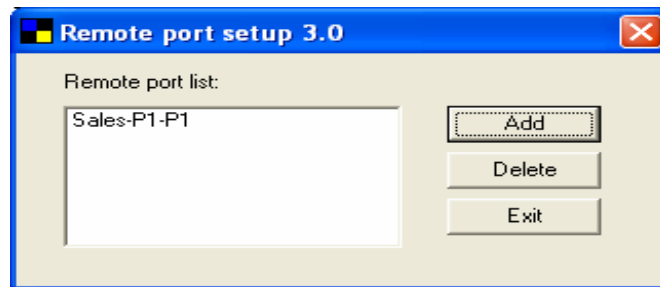 Remote port setup 3.0
Remote port list:
Sales-P1-P1
Add
Delete
Exit